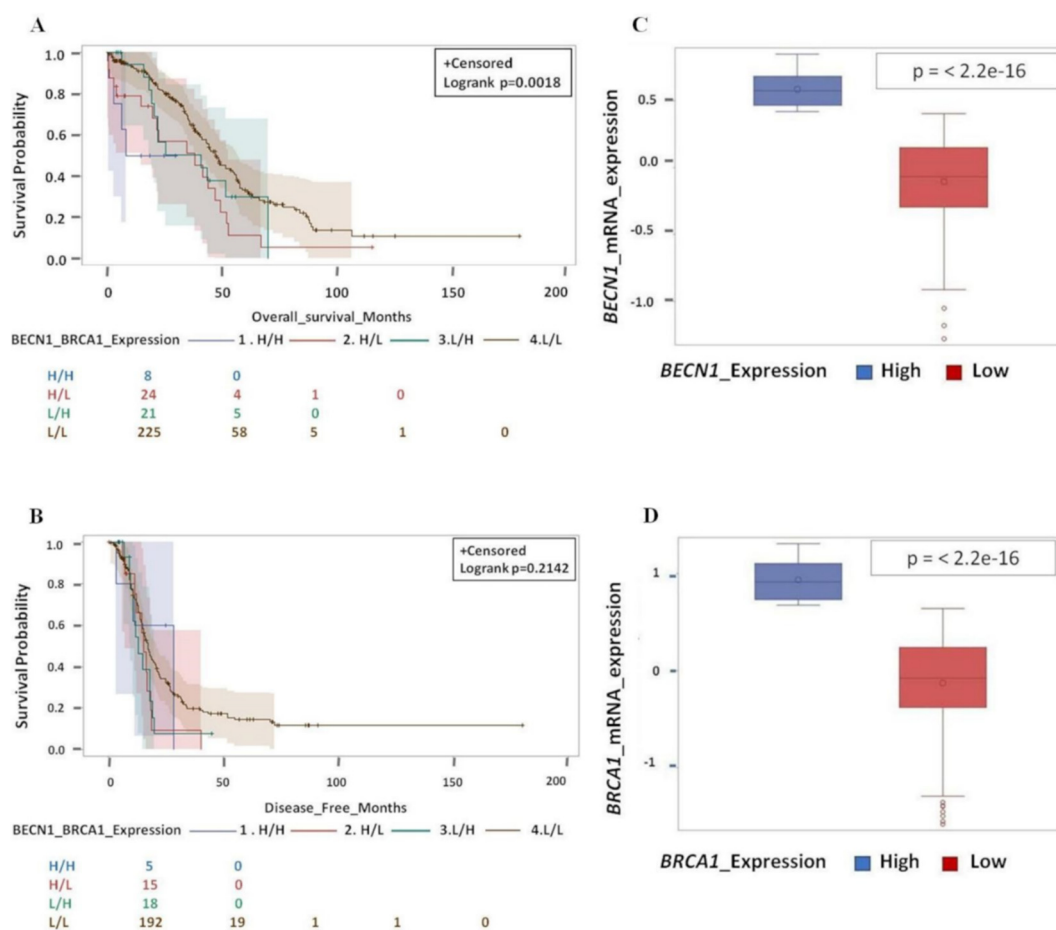 A
1.0
0.8
0.6
0.4
0.2
0.0
Survival Probability
+Censored
Logrank p=0.0018
0 50 100 150 200
Overall_survival_Months
BECN1_BRCA1_Expression 1 . H/H 2. H/L 3.L/H 4.L/L
H/H 8 0
H/L 24 4 1 0
L/H 21 5 0
L/L 225 58 5 1 0
C
0.5
0.0
-0.5
-1.0
BECN1_mRNA_expression
p = < 2.2e-16
BECN1_Expression High Low
B
1.0
0.8
0.6
0.4
0.2
0.0
Survival Probability
+Censored
Logrank p=0.2142
0 50 100 150 200
Disease_Free_Months
BECN1_BRCA1_Expression 1 . H/H 2. H/L 3.L/H 4.L/L
H/H 5 0
H/L 15 0
L/H 18 0
L/L 192 19 1 1 0
D
1
0
-1
BRCA1_mRNA_expression
p = < 2.2e-16
BRCA1_Expression High Low